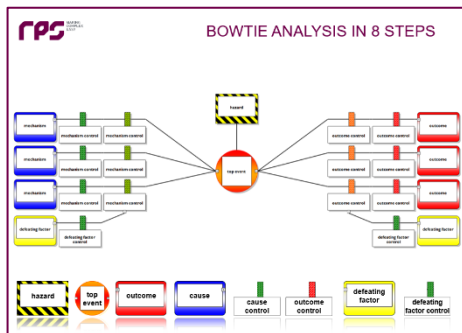 rps
MAKING
COMPLEX
EASY
BOWTIE ANALYSIS IN 8 STEPS
hazard
mechanism
mechanism control
mechanism control
outcome control
outcome control
outcome
mechanism
mechanism control
mechanism control
top event
outcome control
outcome control
outcome
mechanism
mechanism control
mechanism control
outcome control
outcome control
outcome
defeating factor
defeating factor
control
defeating factor
control
defeating factor
hazard
top
event
outcome
cause
cause
control
outcome
control
defeating
factor
defeating
factor control